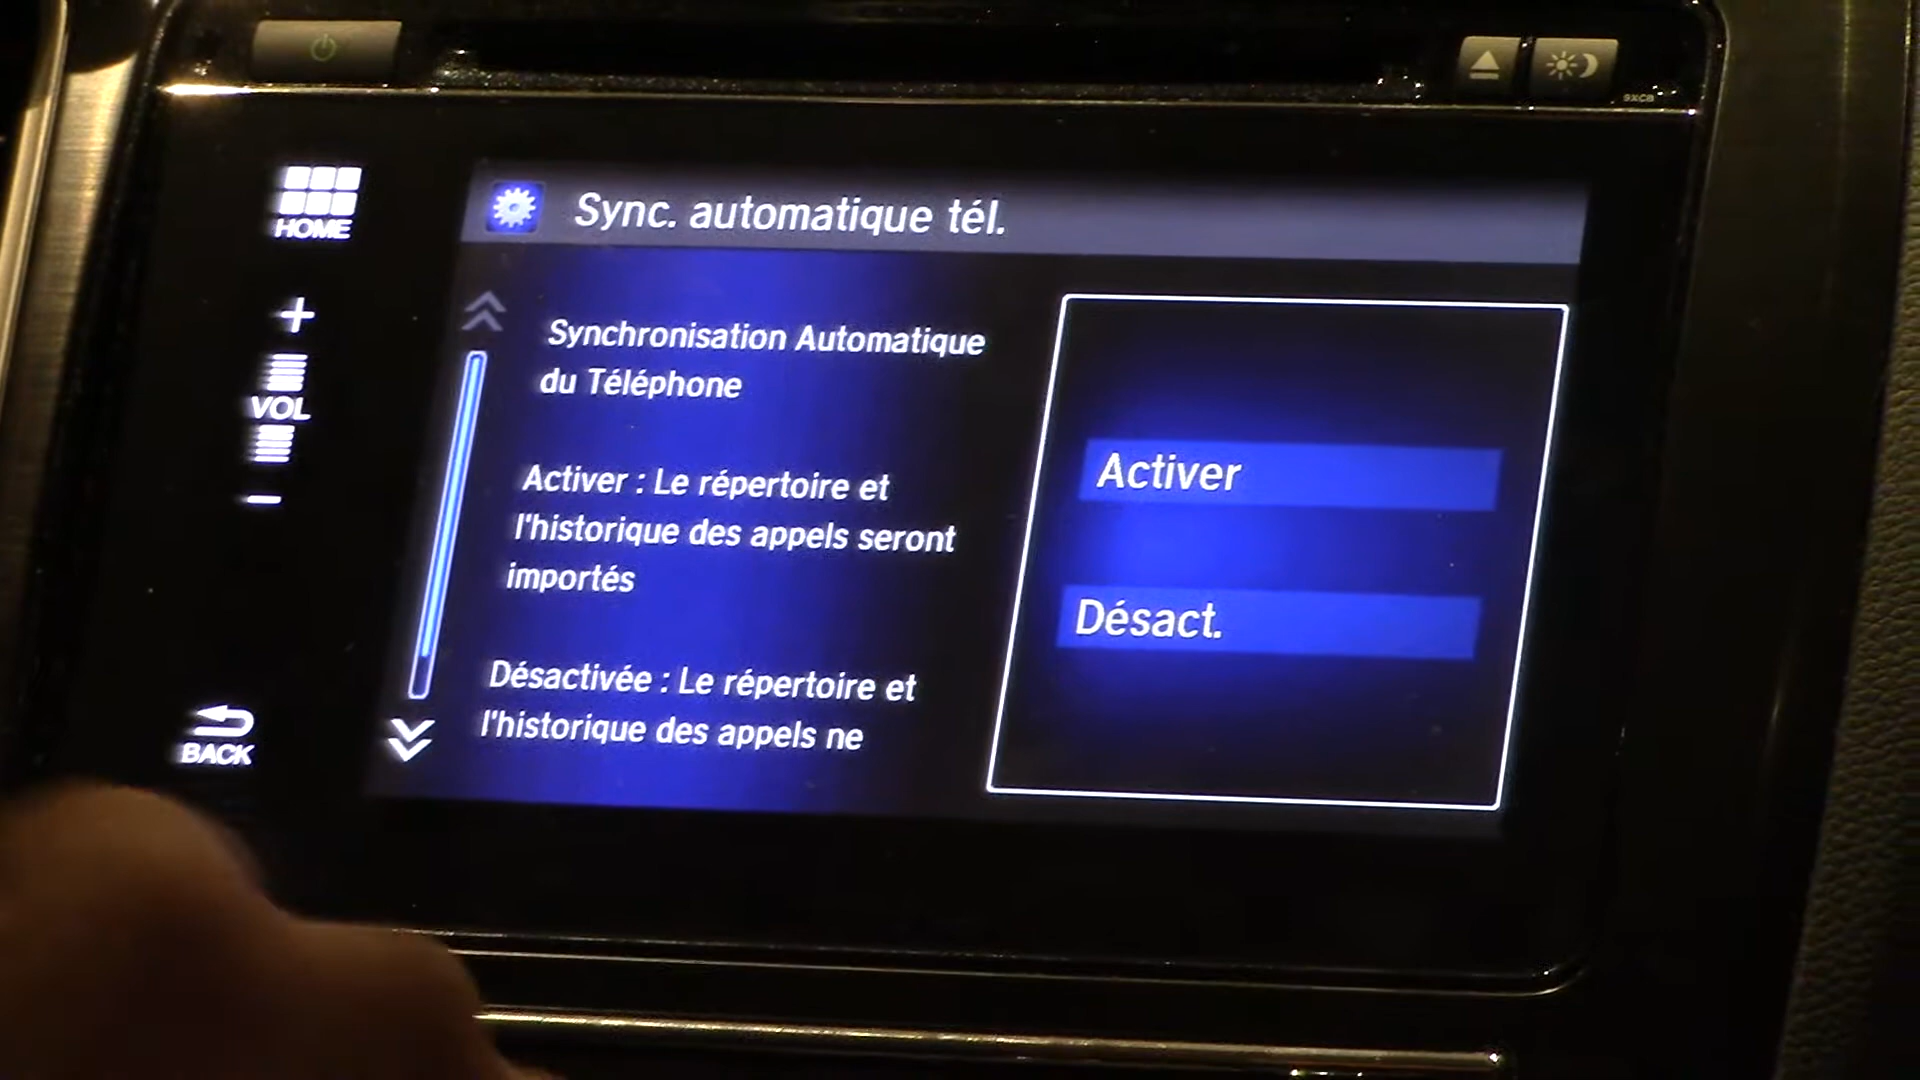 HOME
+
VOL
−
BACK
Sync. automatique tél.
Synchronisation Automatique
du Téléphone
Activer : Le répertoire et
l'historique des appels seront
importés
Désactivée : Le répertoire et
l'historique des appels ne
Activer
Désact.